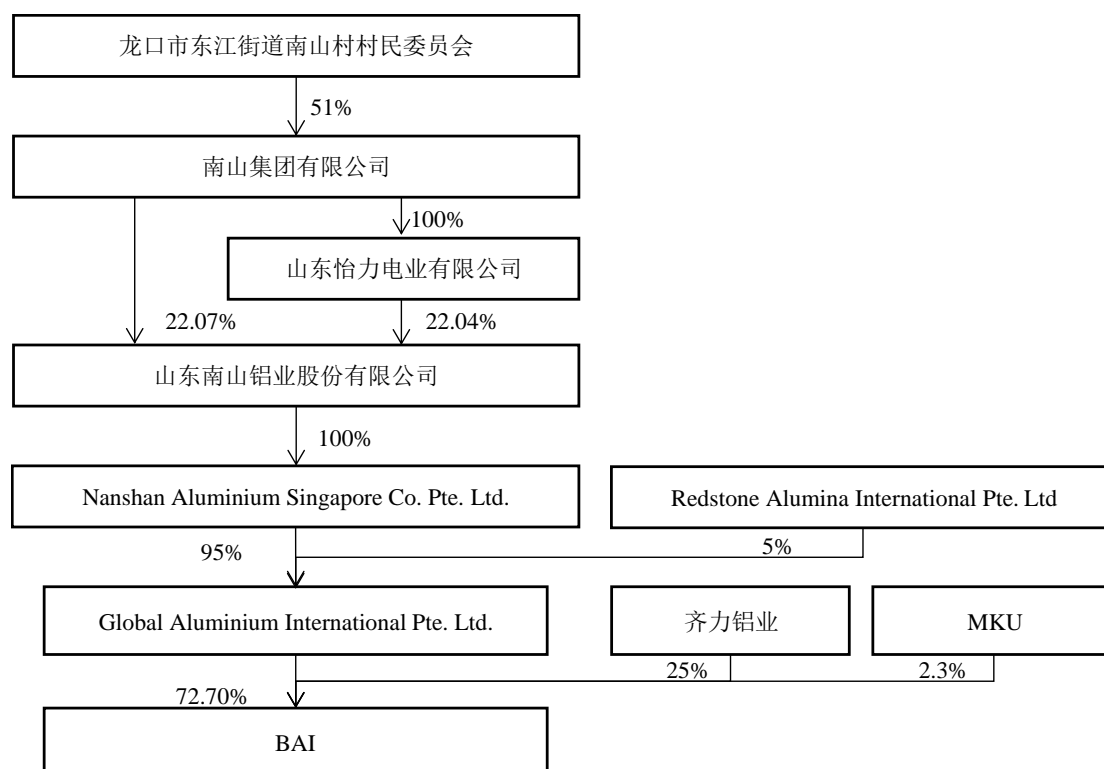 龙口市东江街道南山村村民委员会
51%
南山集团有限公司
100%
山东怡力电业有限公司
22.07%
22.04%
山东南山铝业股份有限公司
100%
Nanshan Aluminium Singapore Co. Pte. Ltd.
Redstone Alumina International Pte. Ltd
95%
5%
Global Aluminium International Pte. Ltd.
齐力铝业
MKU
72.70%
25%
2.3%
BAI